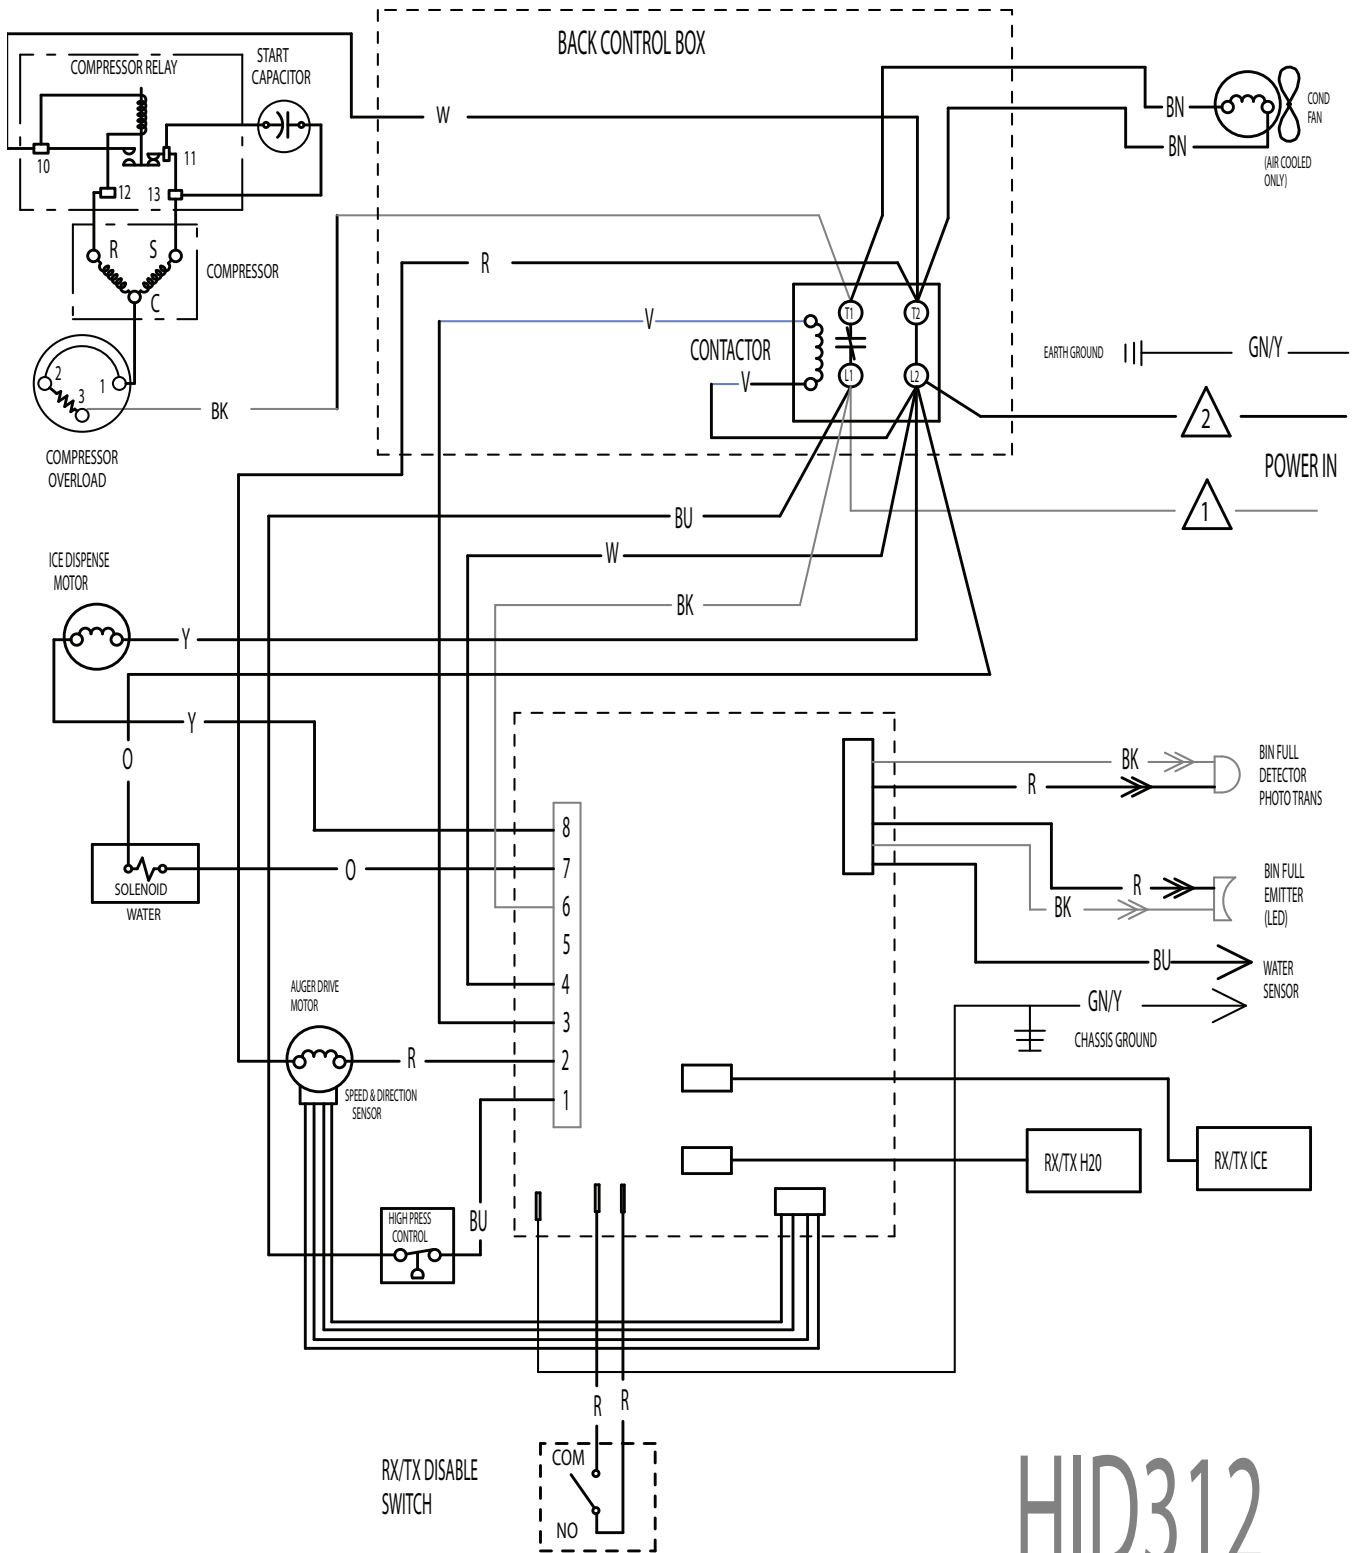 BACK CONTROL BOX
COMPRESSOR RELAY
START
CAPACITOR
W
BN
BN
COND
FAN
(AIR COOLED
ONLY)
10
11
12
13
R
S
C
COMPRESSOR
R
T1
T2
V
CONTACTOR
V
L1
L2
EARTH GROUND
GN/Y
2
1
3
BK
2
COMPRESSOR
OVERLOAD
POWER IN
1
BU
W
BK
ICE DISPENSE
MOTOR
Y
Y
O
BK
R
BIN FULL
DETECTOR
PHOTO TRANS
8
7
6
5
4
3
2
1
O
SOLENOID
WATER
R
BK
BIN FULL
EMITTER
(LED)
BU
WATER
SENSOR
GN/Y
CHASSIS GROUND
AUGER DRIVE
MOTOR
R
SPEED & DIRECTION
SENSOR
RX/TX H20
RX/TX ICE
HIGH PRESS
CONTROL
BU
R
R
RX/TX DISABLE
SWITCH
COM
NO
HID312